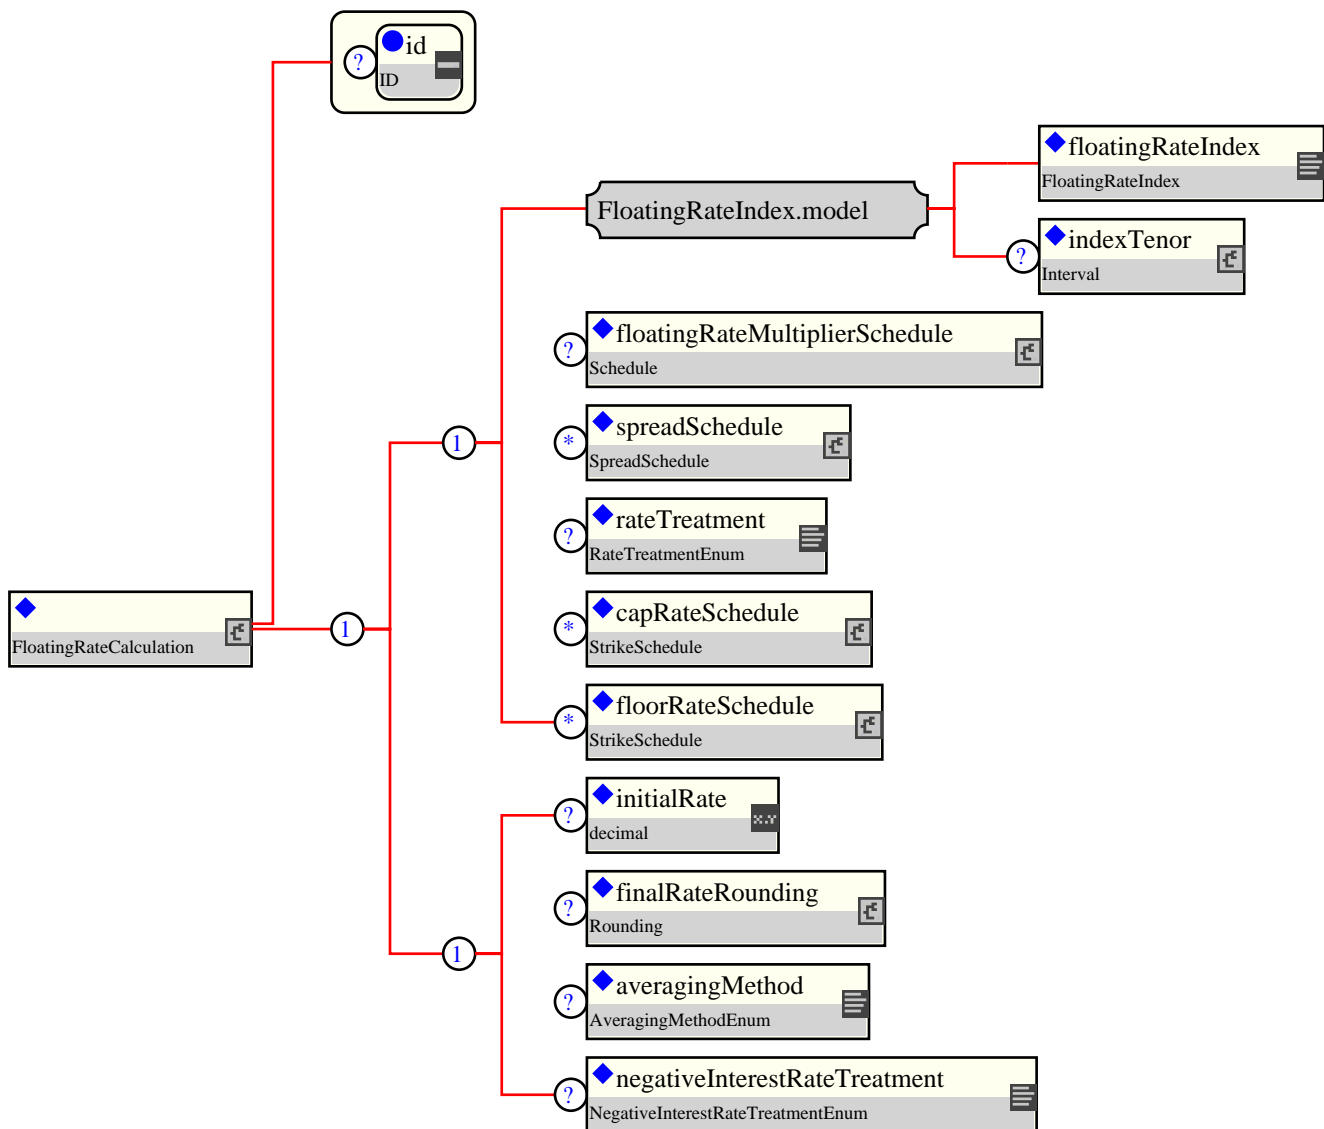 id
?
ID
floatingRateIndex
FloatingRateIndex
FloatingRateIndex.model
indexTenor
?
Interval
floatingRateMultiplierSchedule
?
Schedule
spreadSchedule
*
1
SpreadSchedule
rateTreatment
?
RateTreatmentEnum
capRateSchedule
*
1
FloatingRateCalculation
StrikeSchedule
floorRateSchedule
*
StrikeSchedule
initialRate
?
X.Y
decimal
finalRateRounding
?
Rounding
1
averagingMethod
?
AveragingMethodEnum
negativeInterestRateTreatment
?
NegativeInterestRateTreatmentEnum